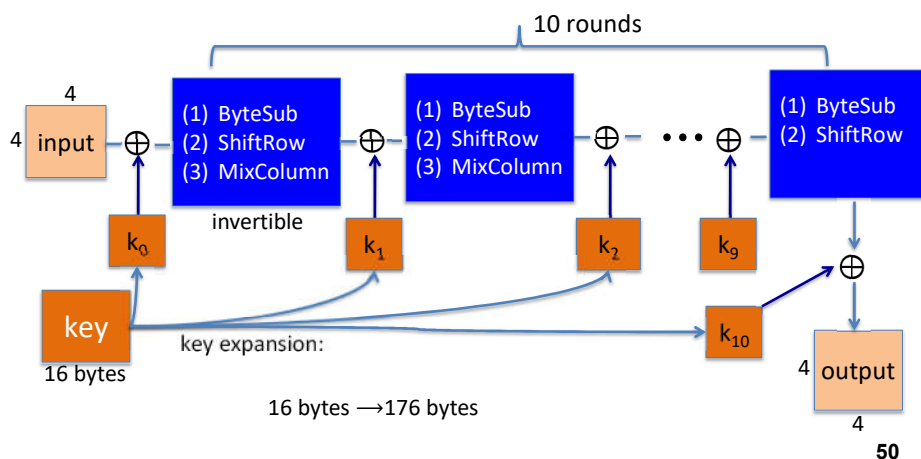 10 rounds
4
4
input
⊕
(1) ByteSub
(2) ShiftRow
(3) MixColumn
invertible
⊕
(1) ByteSub
(2) ShiftRow
(3) MixColumn
⊕
•••
⊕
(1) ByteSub
(2) ShiftRow
k₀
k₁
k₂
k₉
⊕
key
16 bytes
key expansion:
k₁₀
16 bytes ⟶176 bytes
4
output
4
50